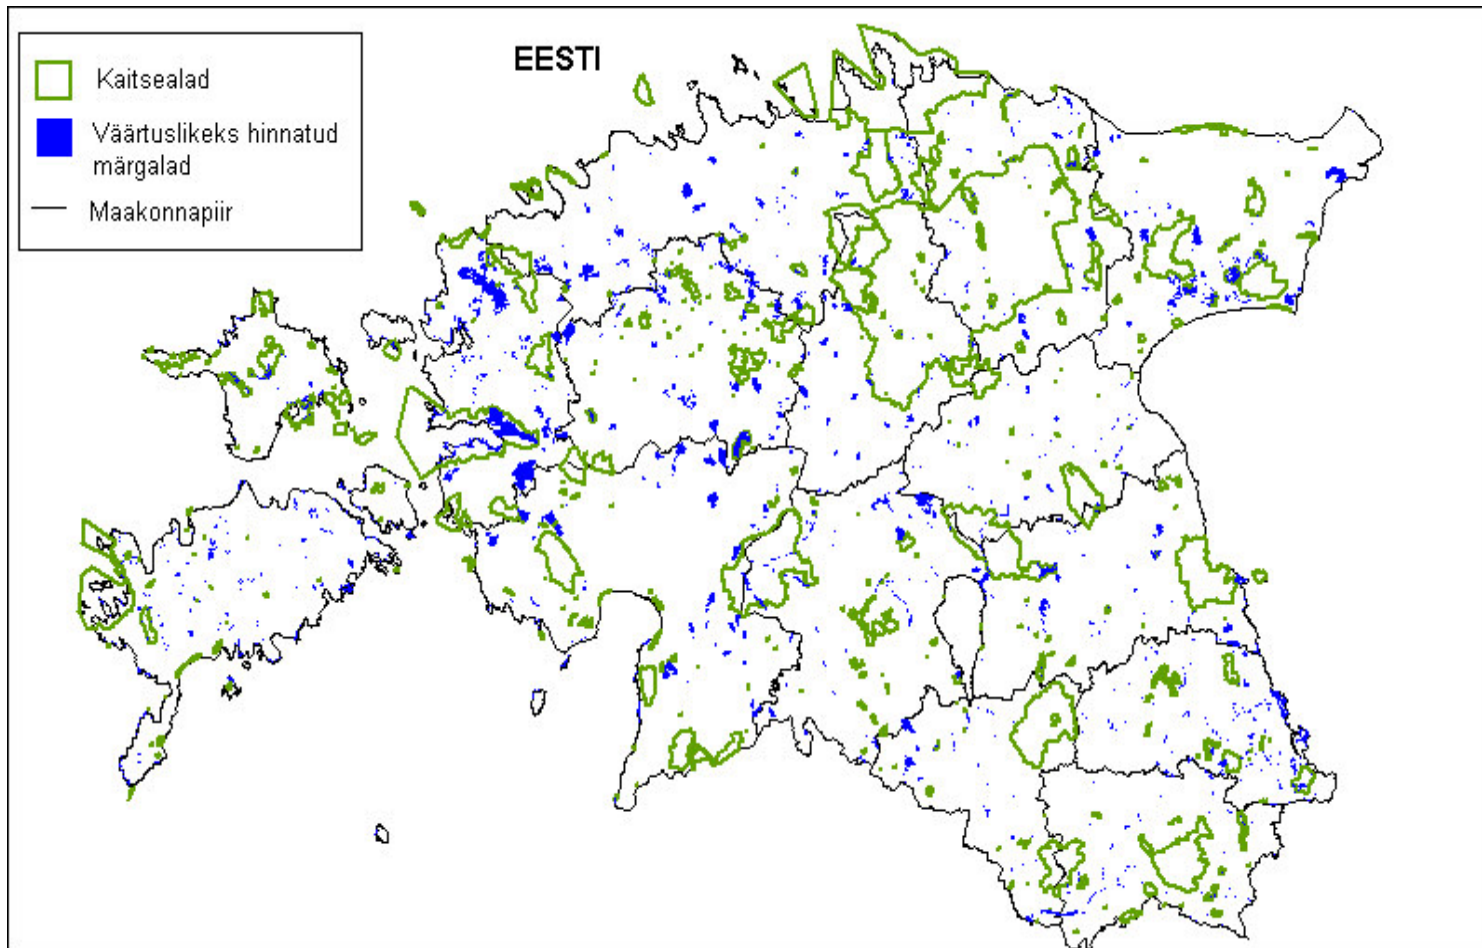 EESTI
Kaitsealad
Väärtuslikeks hinnatud
märgalad
Maakonnapiir